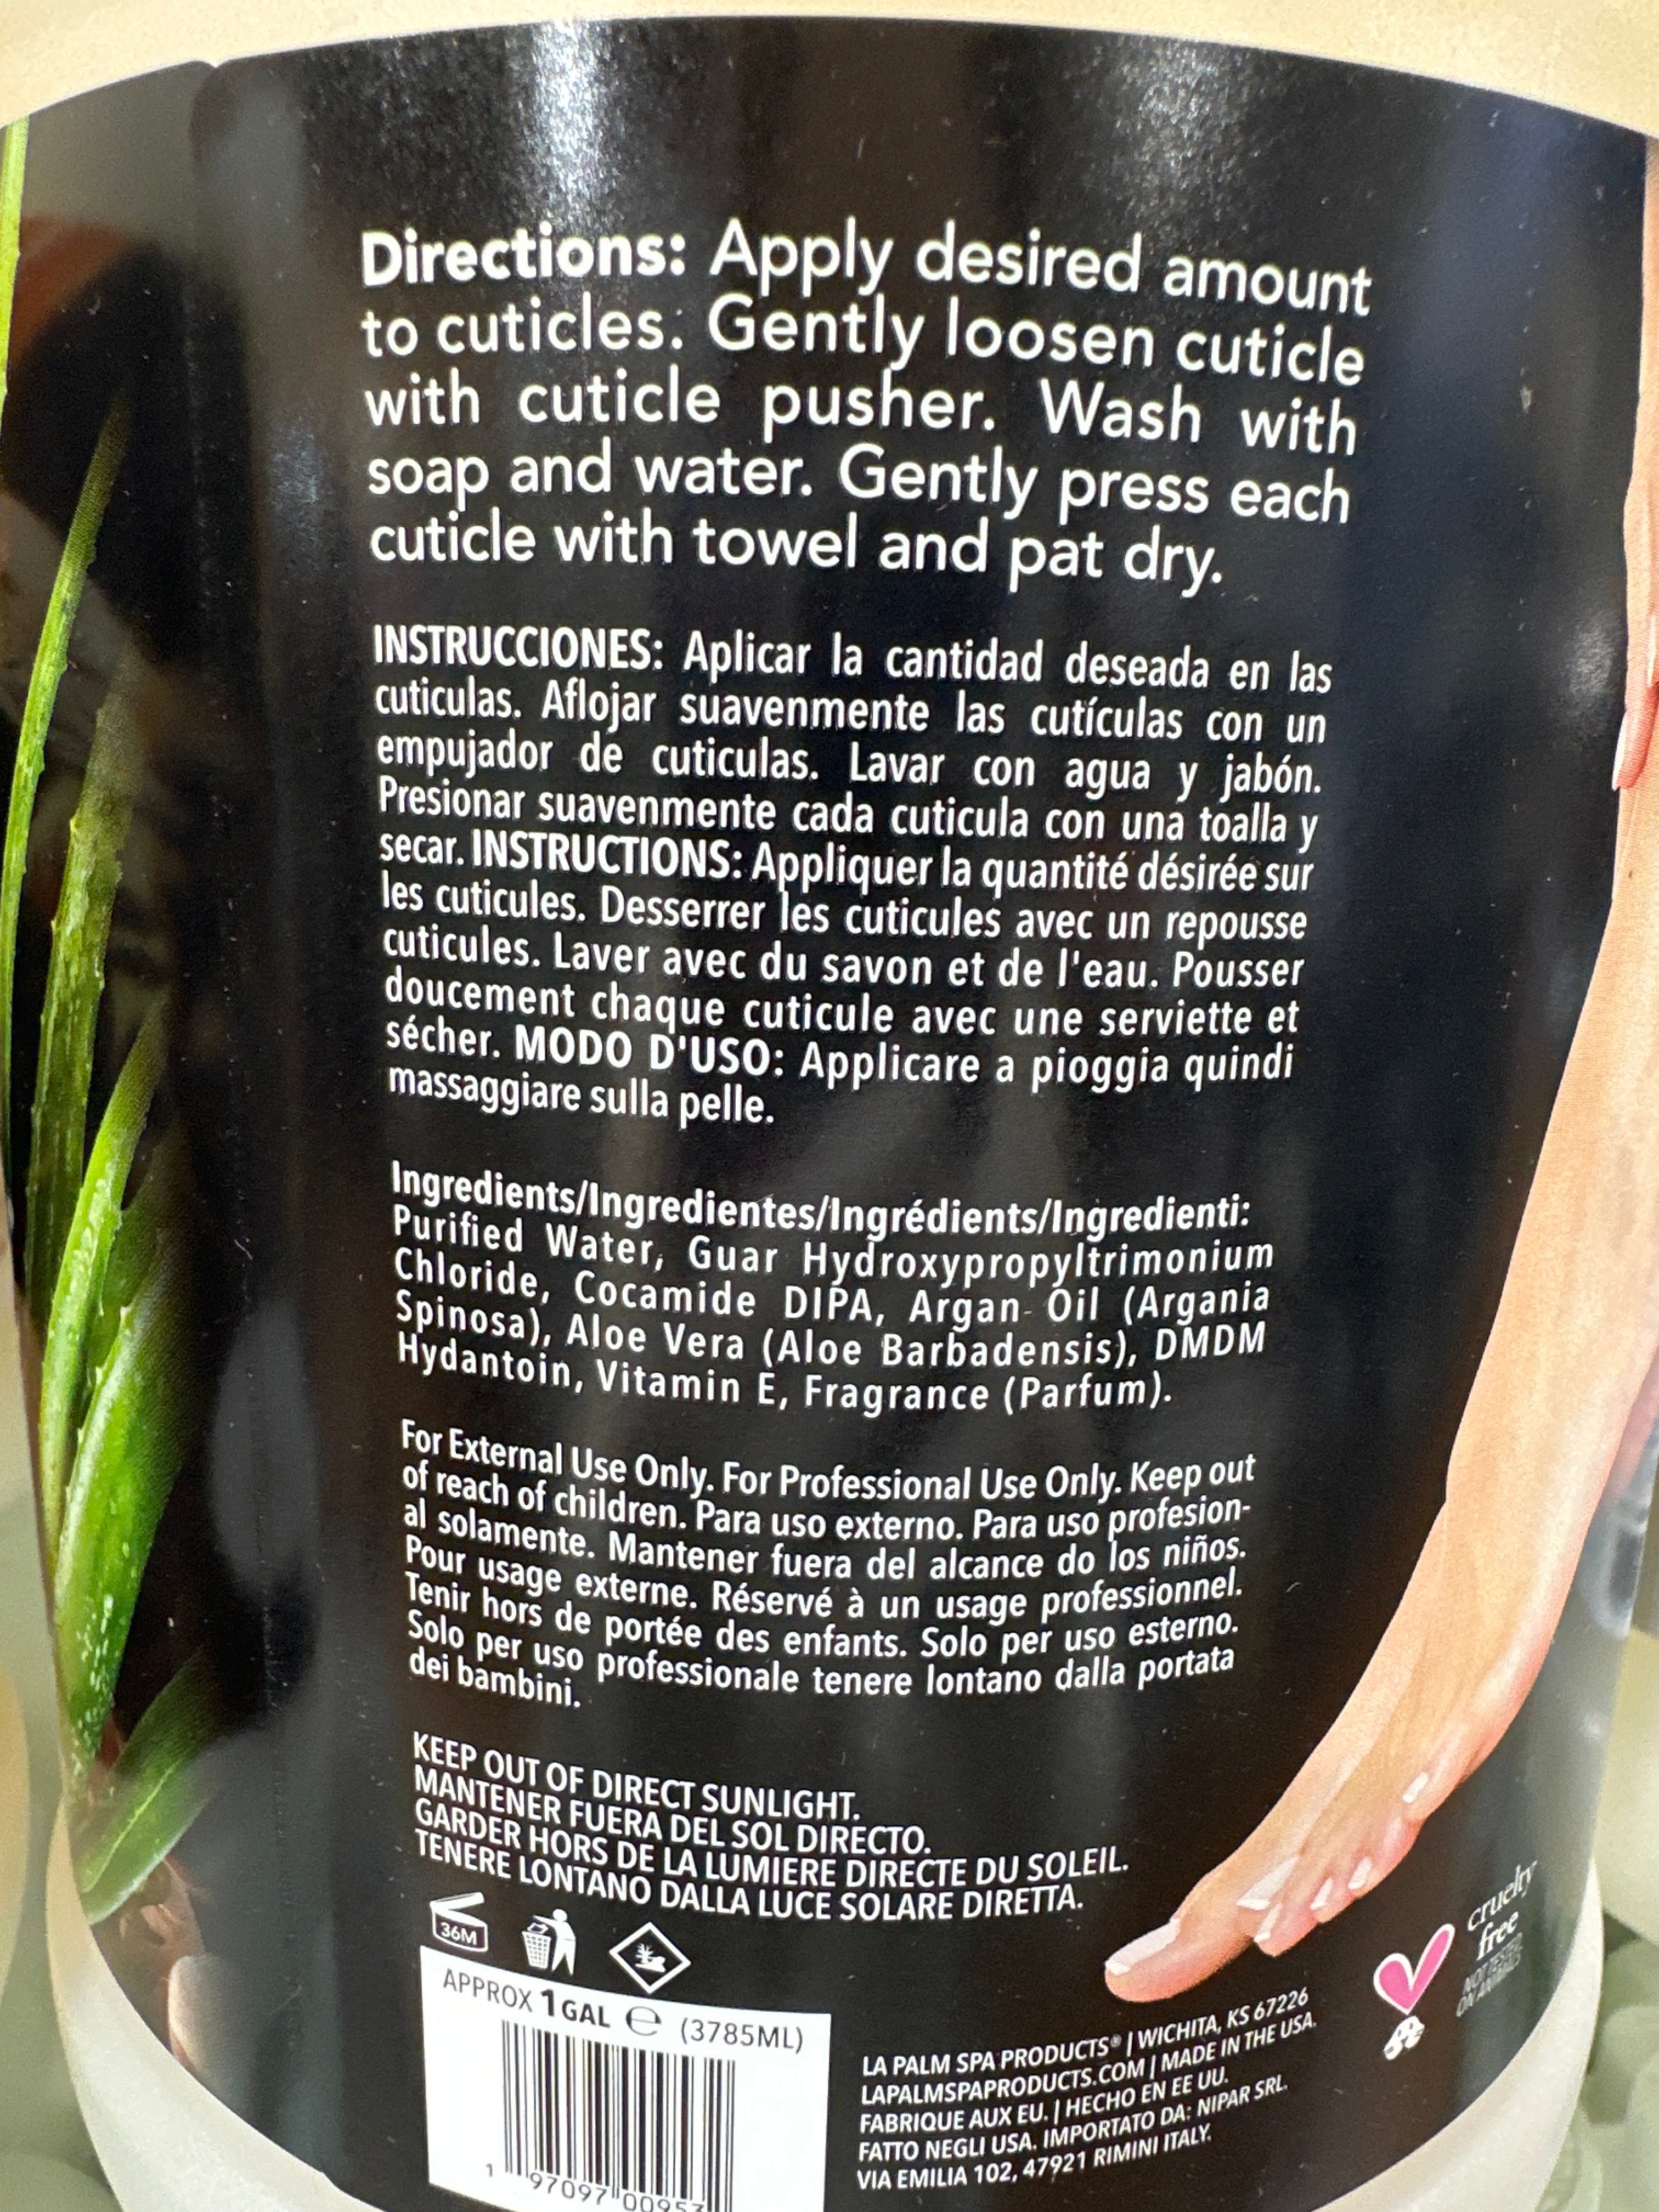 Directions: Apply desired amount
to cuticles. Gently loosen cuticle
with cuticle pusher. Wash with
soap and water. Gently press each
cuticle with towel and pat dry.
INSTRUCCIONES: Aplicar la cantidad deseada en las
cuticulas. Aflojar suavenmente las cutículas con un
empujador de cuticulas. Lavar con agua y jabón.
Presionar suavenmente cada cuticula con una toalla y
secar. INSTRUCTIONS: Appliquer la quantité désirée sur
les cuticules. Desserrer les cuticules avec un repousse
cuticules. Laver avec du savon et de l'eau. Pousser
doucement chaque cuticule avec une serviette et
sécher. MODO D'USO: Applicare a pioggia quindi
massaggiare sulla pelle.
Ingredients/Ingredientes/Ingrédients/Ingredienti:
Purified Water, Guar Hydroxypropyltrimonium
Chloride, Cocamide DIPA, Argan Oil (Argania
Spinosa), Aloe Vera (Aloe Barbadensis), DMDM
Hydantoin, Vitamin E, Fragrance (Parfum).
For External Use Only. For Professional Use Only. Keep out
of reach of children. Para uso externo. Para uso profesion-
al solamente. Mantener fuera del alcance do los niños.
Pour usage externe. Réservé à un usage professionnel.
Tenir hors de portée des enfants. Solo per uso esterno.
Solo per uso professionale tenere lontano dalla portata
dei bambini.
KEEP OUT OF DIRECT SUNLIGHT.
MANTENER FUERA DEL SOL DIRECTO.
GARDER HORS DE LA LUMIERE DIRECTE DU SOLEIL.
TENERE LONTANO DALLA LUCE SOLARE DIRETTA.
36M
APPROX 1 GAL ℮ (3785ML)
1 97097 00957
LA PALM SPA PRODUCTS® | WICHITA, KS 67226
LAPALMSPAPRODUCTS.COM | MADE IN THE USA.
FABRIQUE AUX EU. | HECHO EN EE UU.
FATTO NEGLI USA. IMPORTATO DA: NIPAR SRL.
VIA EMILIA 102, 47921 RIMINI ITALY.
cruelty
free
NOT TESTED
ON ANIMALS